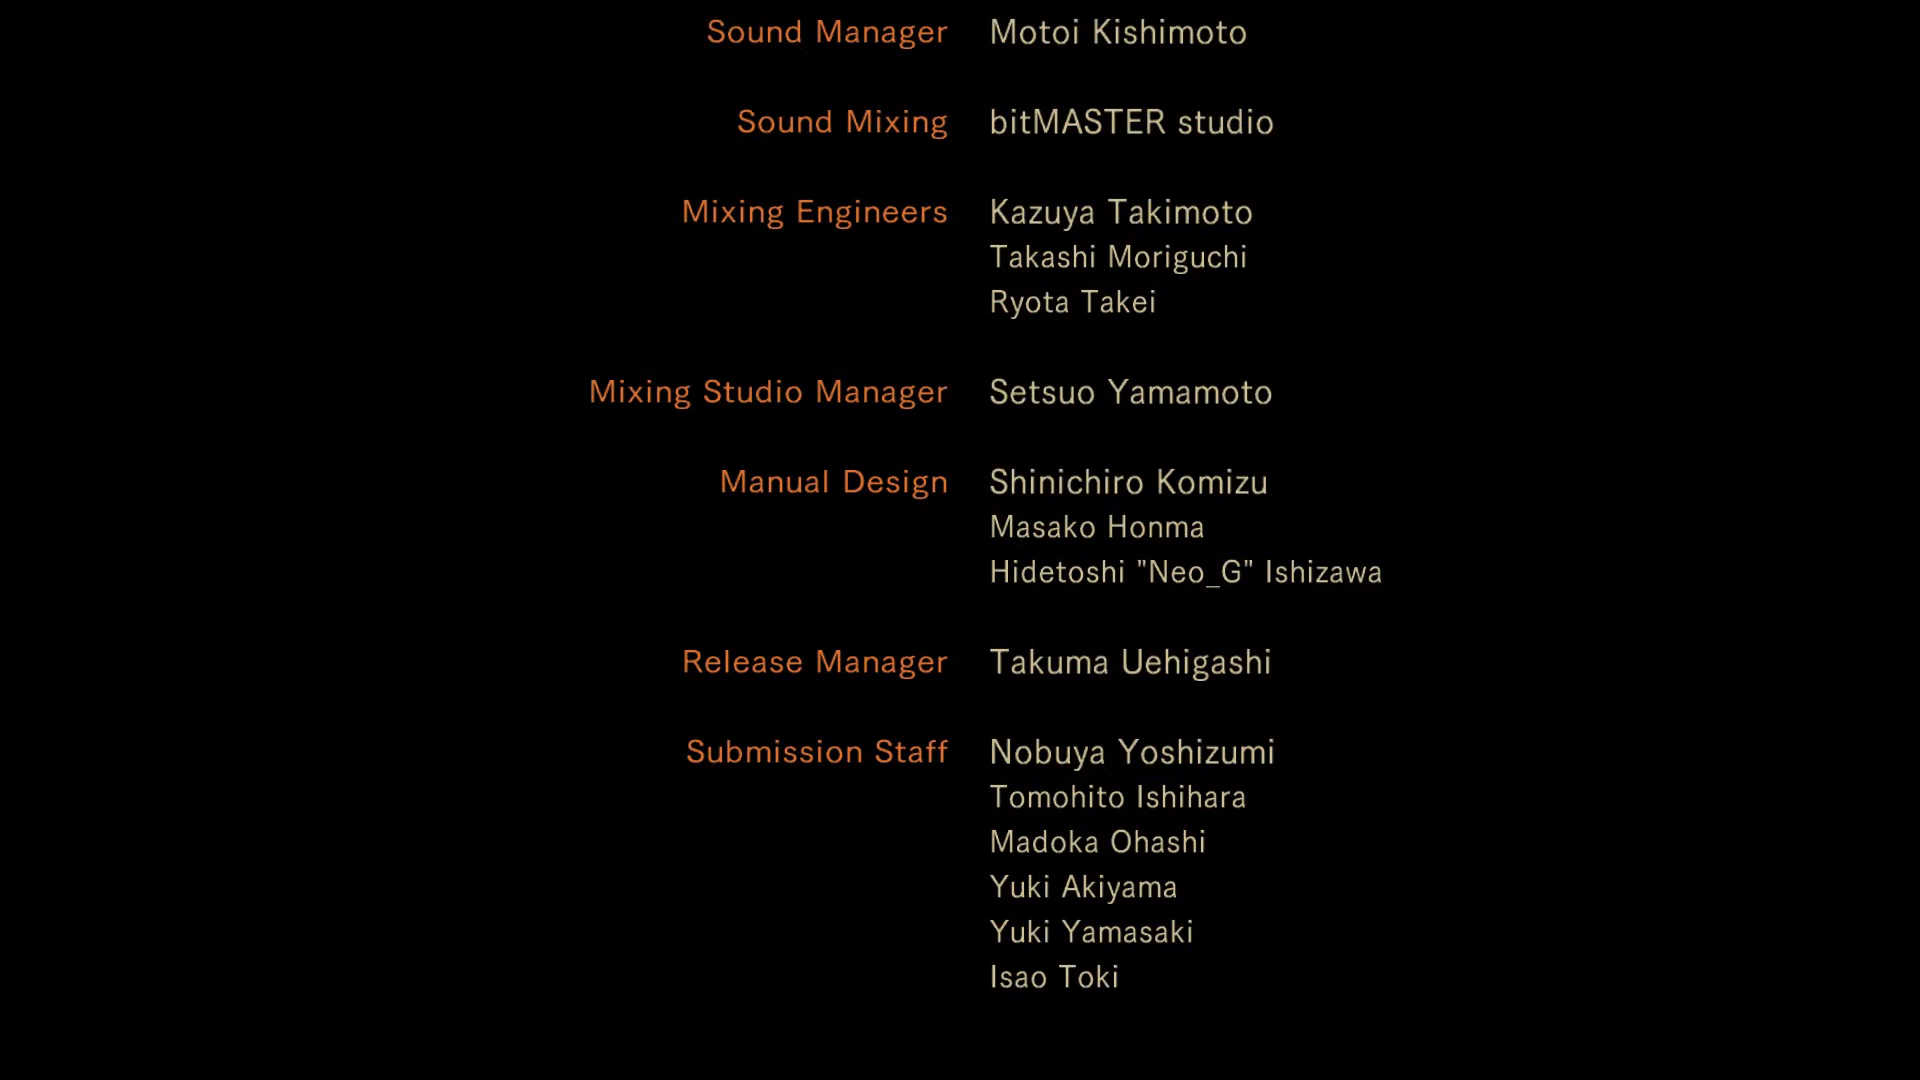 Sound Manager Motoi Kishimoto
Sound Mixing bitMASTER studio
Mixing Engineers Kazuya Takimoto
Takashi Moriguchi
Ryota Takei
Mixing Studio Manager Setsuo Yamamoto
Manual Design Shinichiro Komizu
Masako Honma
Hidetoshi "Neo_G" Ishizawa
Release Manager Takuma Uehigashi
Submission Staff Nobuya Yoshizumi
Tomohito Ishihara
Madoka Ohashi
Yuki Akiyama
Yuki Yamasaki
Isao Toki